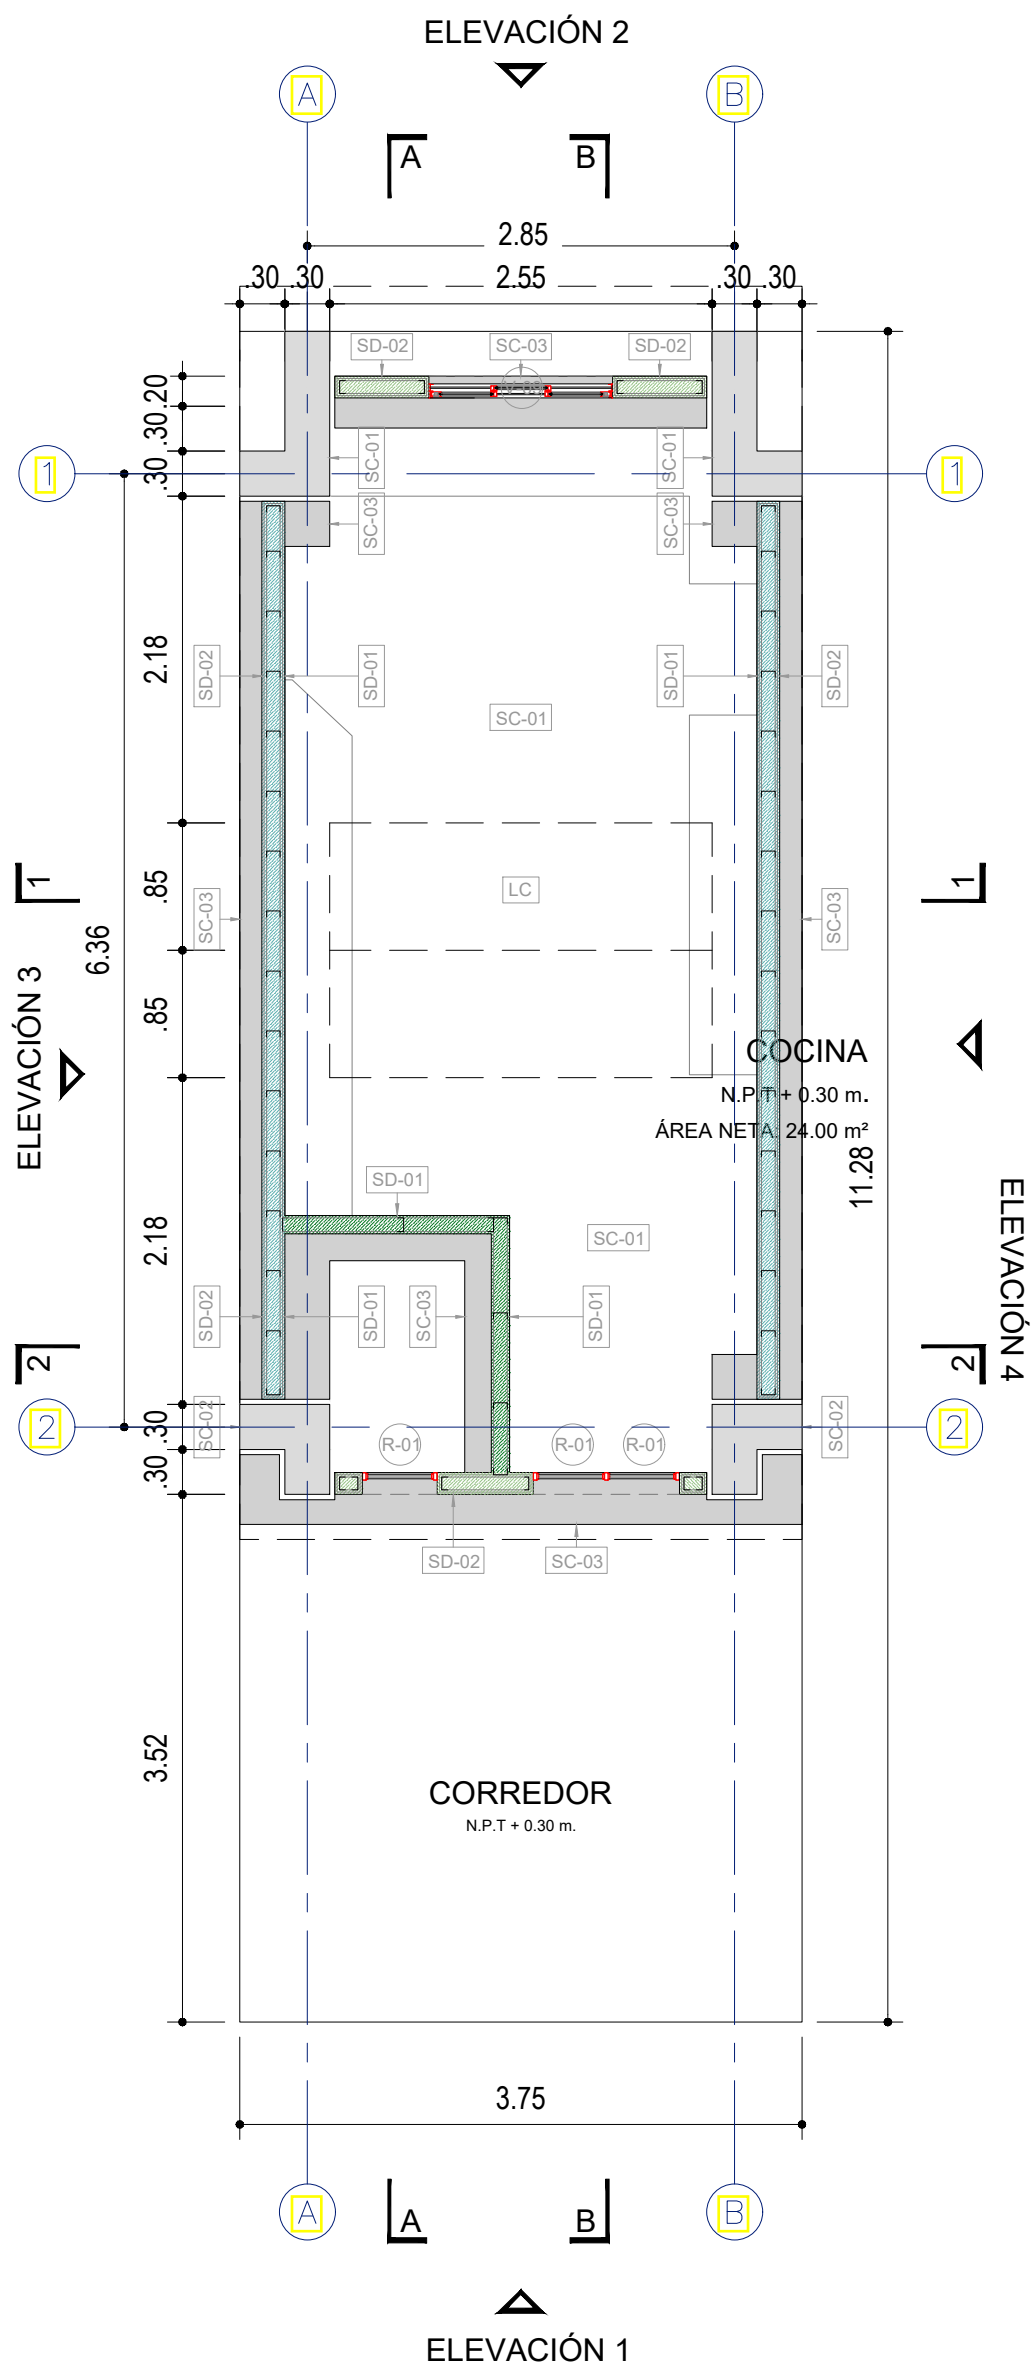 ELEVACIÓN 2
A
B
A
B
2.85
.30
.30
2.55
.30
.30
SD-02
SC-03
SD-02
.20
.30
.30
SC-01
SC-01
1
1
SC-03
SC-03
2.18
SD-02
SD-01
SD-01
SD-02
SC-01
.85
LC
1
1
SC-03
SC-03
6.36
ELEVACIÓN 3
.85
COCINA
N.P.T + 0.30 m.
ÁREA NETA: 24.00 m²
11.28
SD-01
2.18
SC-01
ELEVACIÓN 4
SD-02
SD-01
SC-03
SD-01
2
2
SC-02
SC-02
2
2
.30
R-01
R-01
R-01
.30
SD-02
SC-03
3.52
CORREDOR
N.P.T + 0.30 m.
3.75
A
B
A
B
ELEVACIÓN 1